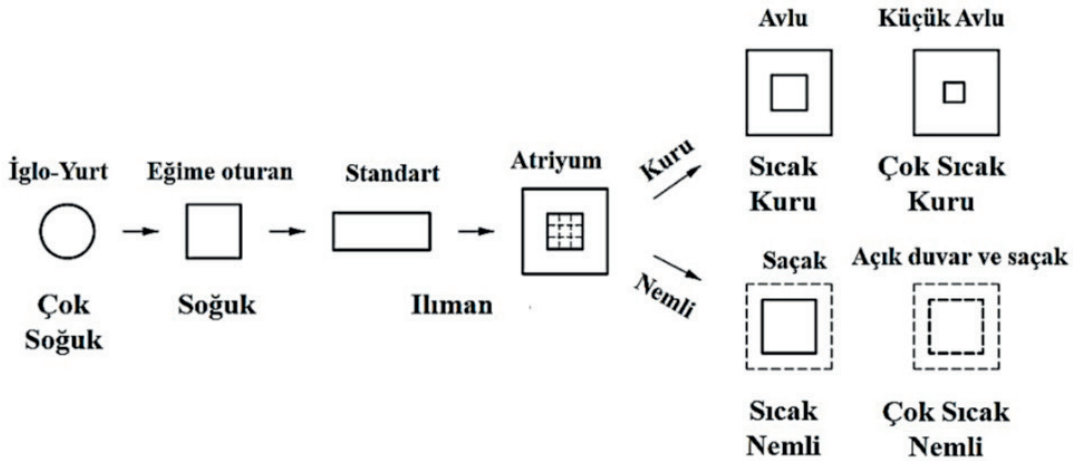 İglo-Yurt
Çok
Soğuk
Eğime oturan
Soğuk
Standart
Ilıman
Atriyum
Kuru
Nemli
Avlu
Sıcak
Kuru
Küçük Avlu
Çok Sıcak
Kuru
Saçak
Sıcak
Nemli
Açık duvar ve saçak
Çok Sıcak
Nemli